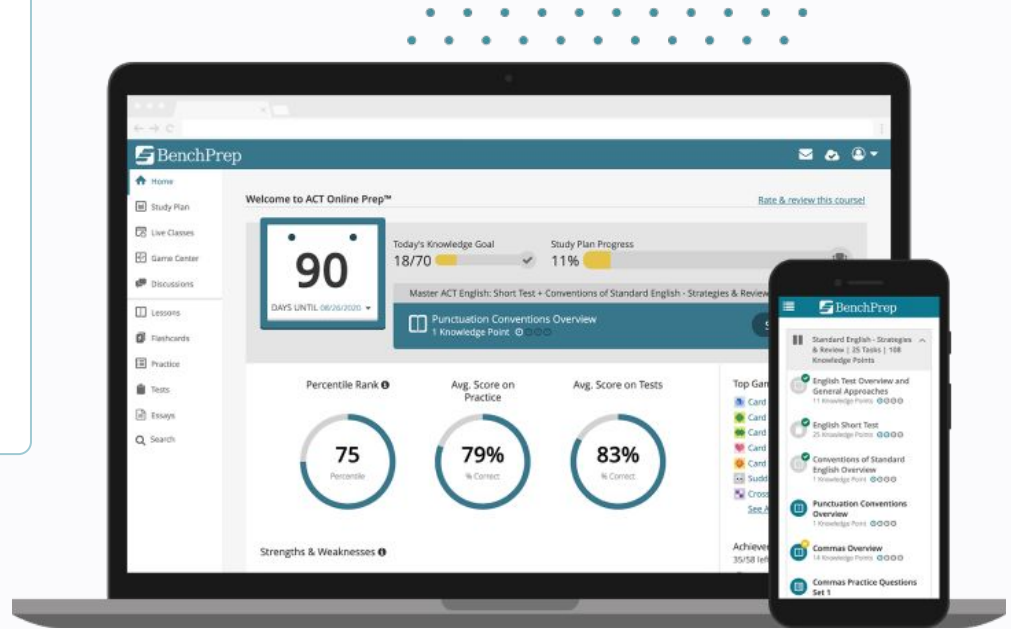 BenchPrep
Home
Study Plan
Live Classes
Game Center
Discussions
Lessons
Flashcards
Practice
Tests
Essays
Search
Welcome to ACT Online Prep™
Rate & review this course!
90
DAYS UNTIL 08/26/2020
Today's Knowledge Goal
18/70
Study Plan Progress
11%
Master ACT English: Short Test + Conventions of Standard English - Strategies & Review
Punctuation Conventions Overview
1 Knowledge Point
Percentile Rank
75
Percentile
Avg. Score on
Practice
79%
% Correct
Avg. Score on Tests
83%
% Correct
Top Gam
Card
Card
Card
Card
Card
Sudd
Cross
See A
Achieve
35/58 left
Strengths & Weaknesses
BenchPrep
Standard English - Strategies
& Review | 25 Tasks | 108
Knowledge Points
English Test Overview and
General Approaches
11 Knowledge Points
English Short Test
25 Knowledge Points
Conventions of Standard
English Overview
1 Knowledge Point
Punctuation Conventions
Overview
1 Knowledge Point
Commas Overview
14 Knowledge Points
Commas Practice Questions
Set 1